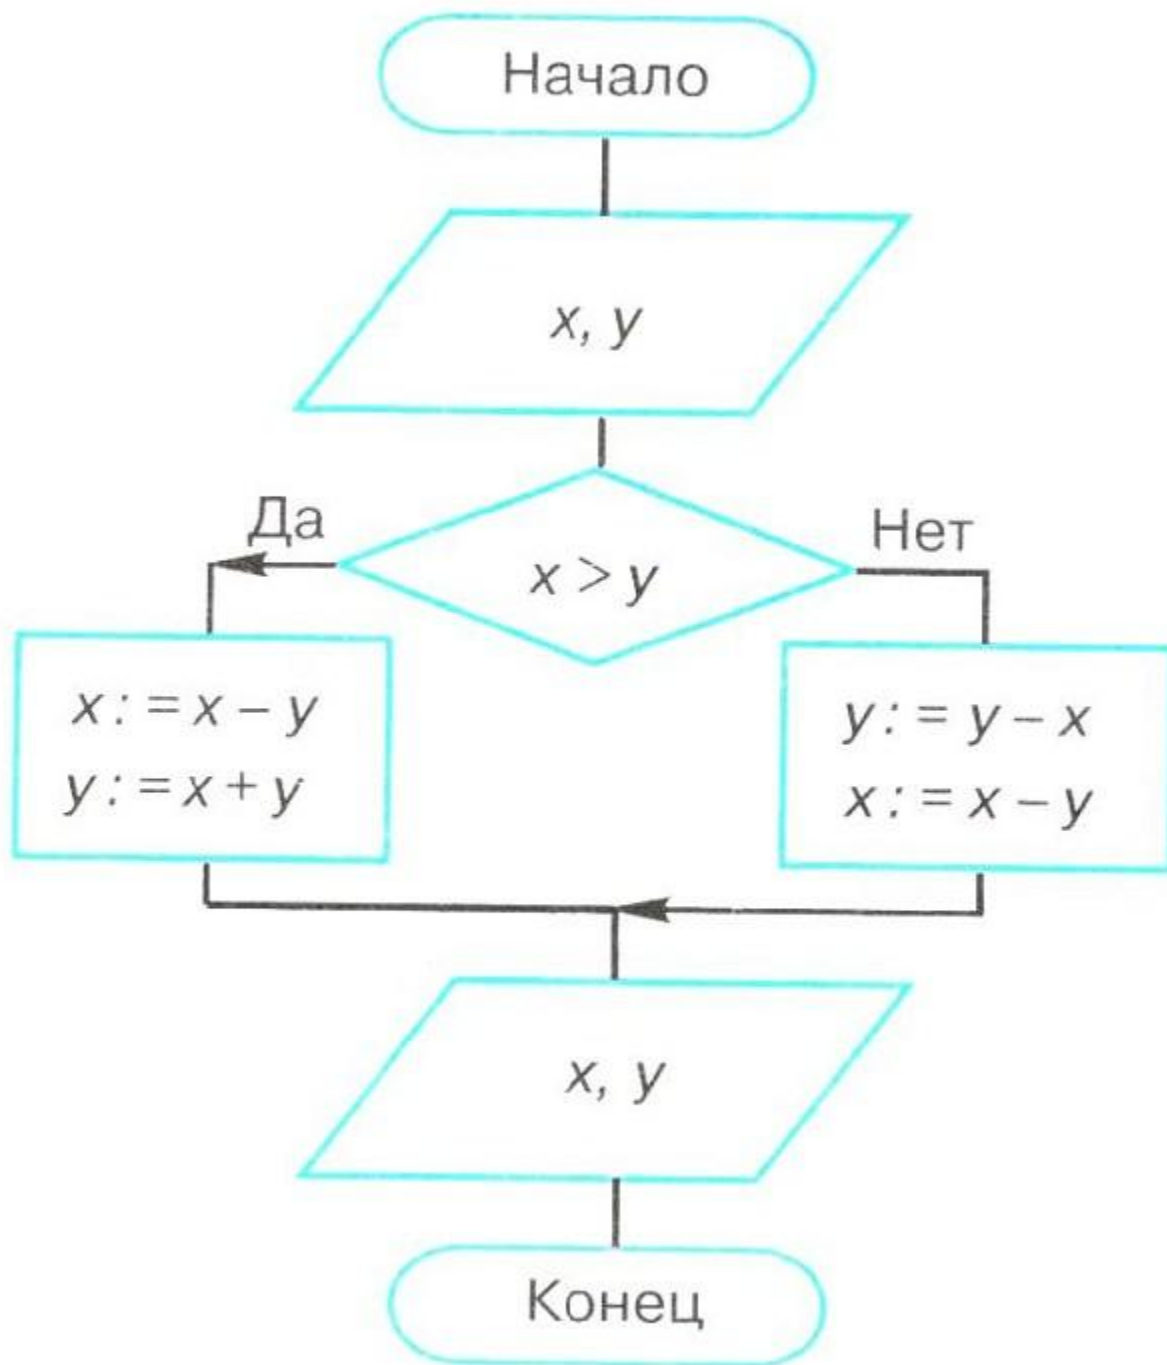 Начало
x, y
Да
Нет
x > y
x : = x – y
y : = x + y
y : = y – x
x : = x – y
x, y
Конец